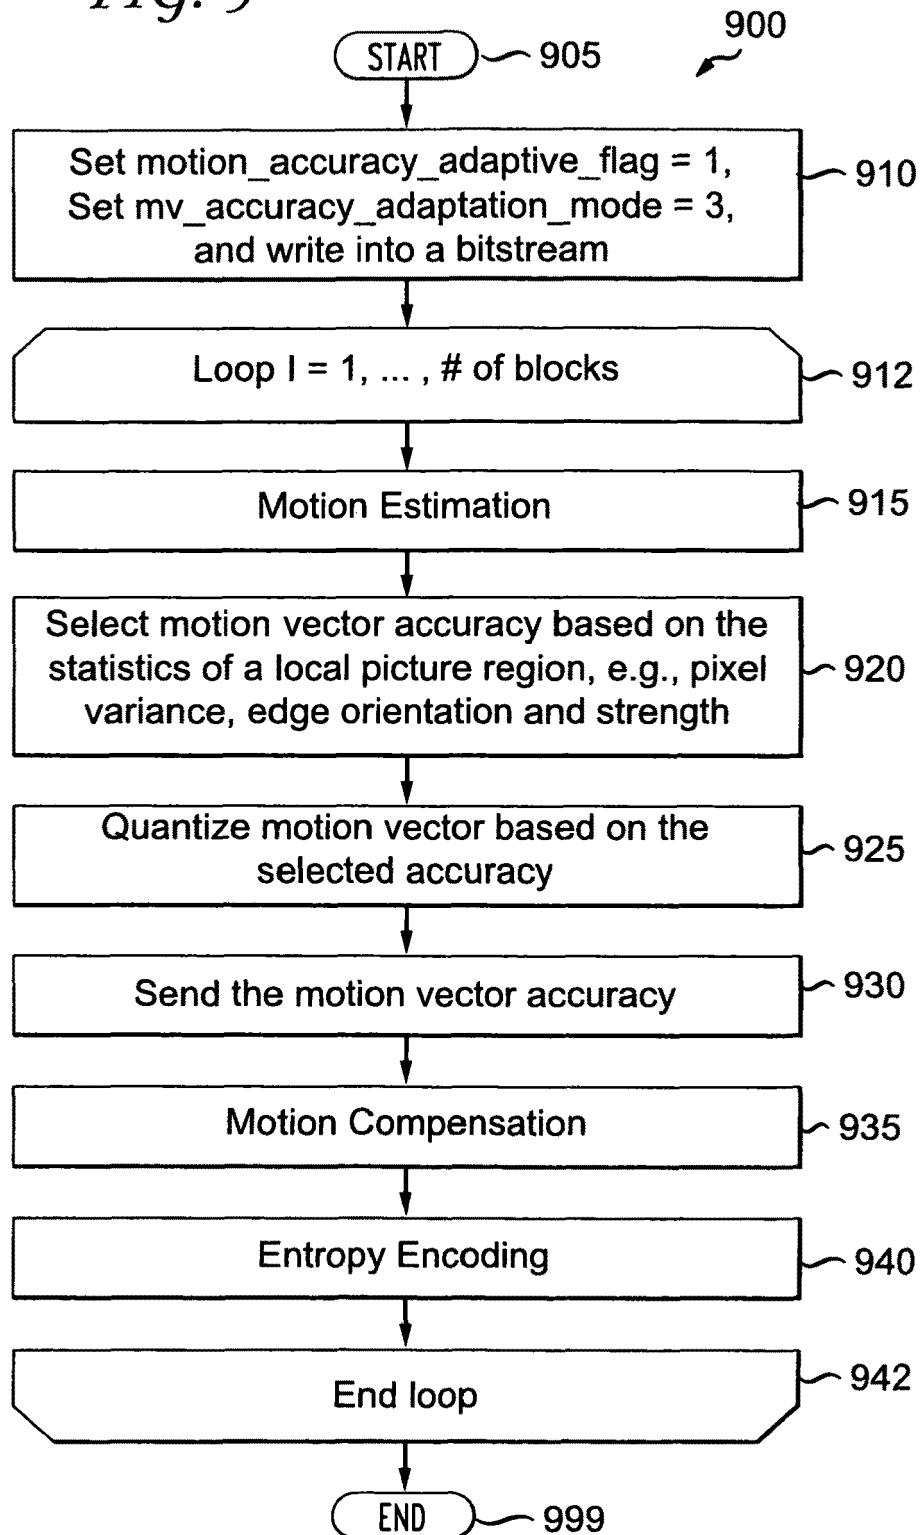 Fig. 9
900
START 905
Set motion_accuracy_adaptive_flag = 1,
Set mv_accuracy_adaptation_mode = 3,
and write into a bitstream
910
Loop I = 1, ... , # of blocks
912
Motion Estimation
915
Select motion vector accuracy based on the
statistics of a local picture region, e.g., pixel
variance, edge orientation and strength
920
Quantize motion vector based on the
selected accuracy
925
Send the motion vector accuracy
930
Motion Compensation
935
Entropy Encoding
940
End loop
942
END 999